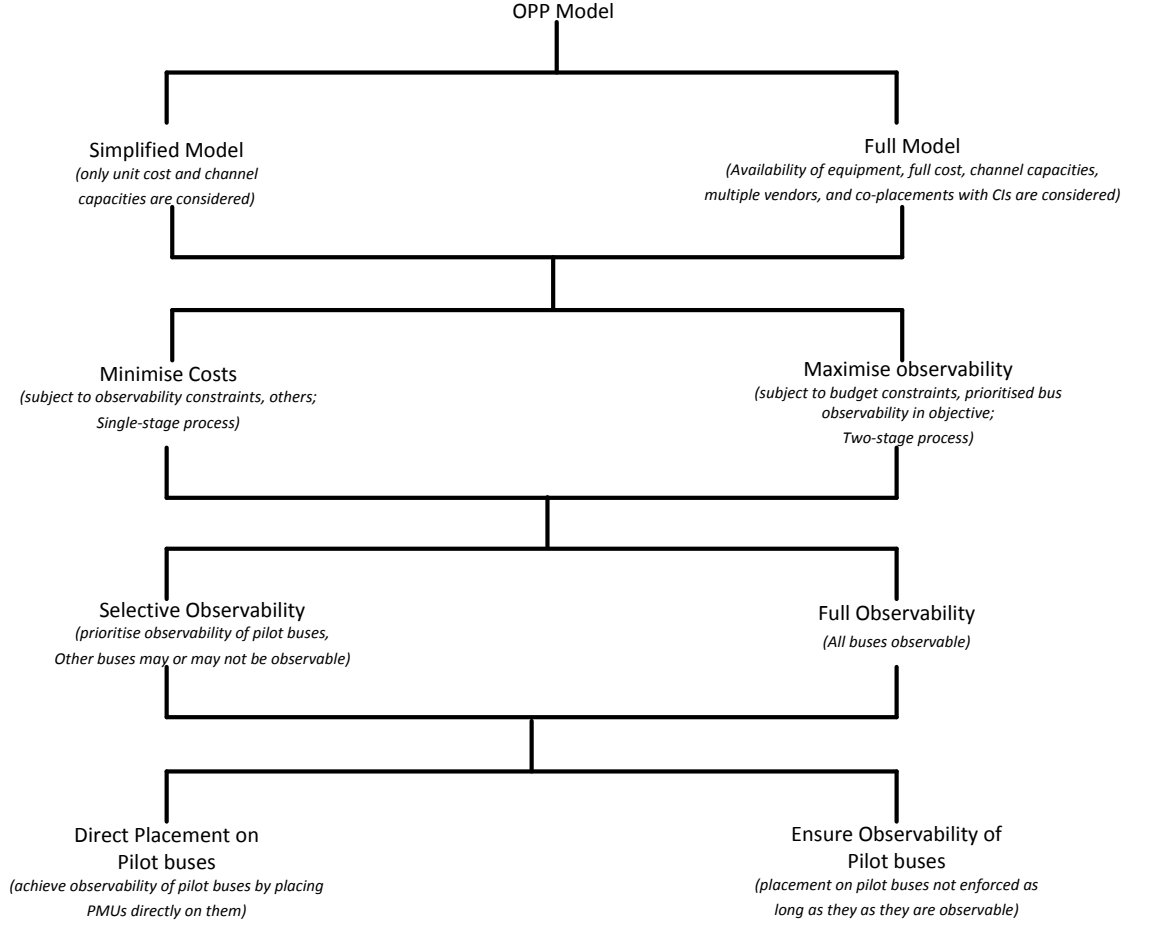 OPP Model
Simplified Model
(only unit cost and channel
capacities are considered)
Full Model
(Availability of equipment, full cost, channel capacities,
multiple vendors, and co-placements with CIs are considered)
Minimise Costs
(subject to observability constraints, others;
Single-stage process)
Maximise observability
(subject to budget constraints, prioritised bus
observability in objective;
Two-stage process)
Selective Observability
(prioritise observability of pilot buses,
Other buses may or may not be observable)
Full Observability
(All buses observable)
Direct Placement on
Pilot buses
(achieve observability of pilot buses by placing
PMUs directly on them)
Ensure Observability of
Pilot buses
(placement on pilot buses not enforced as
long as they as they are observable)